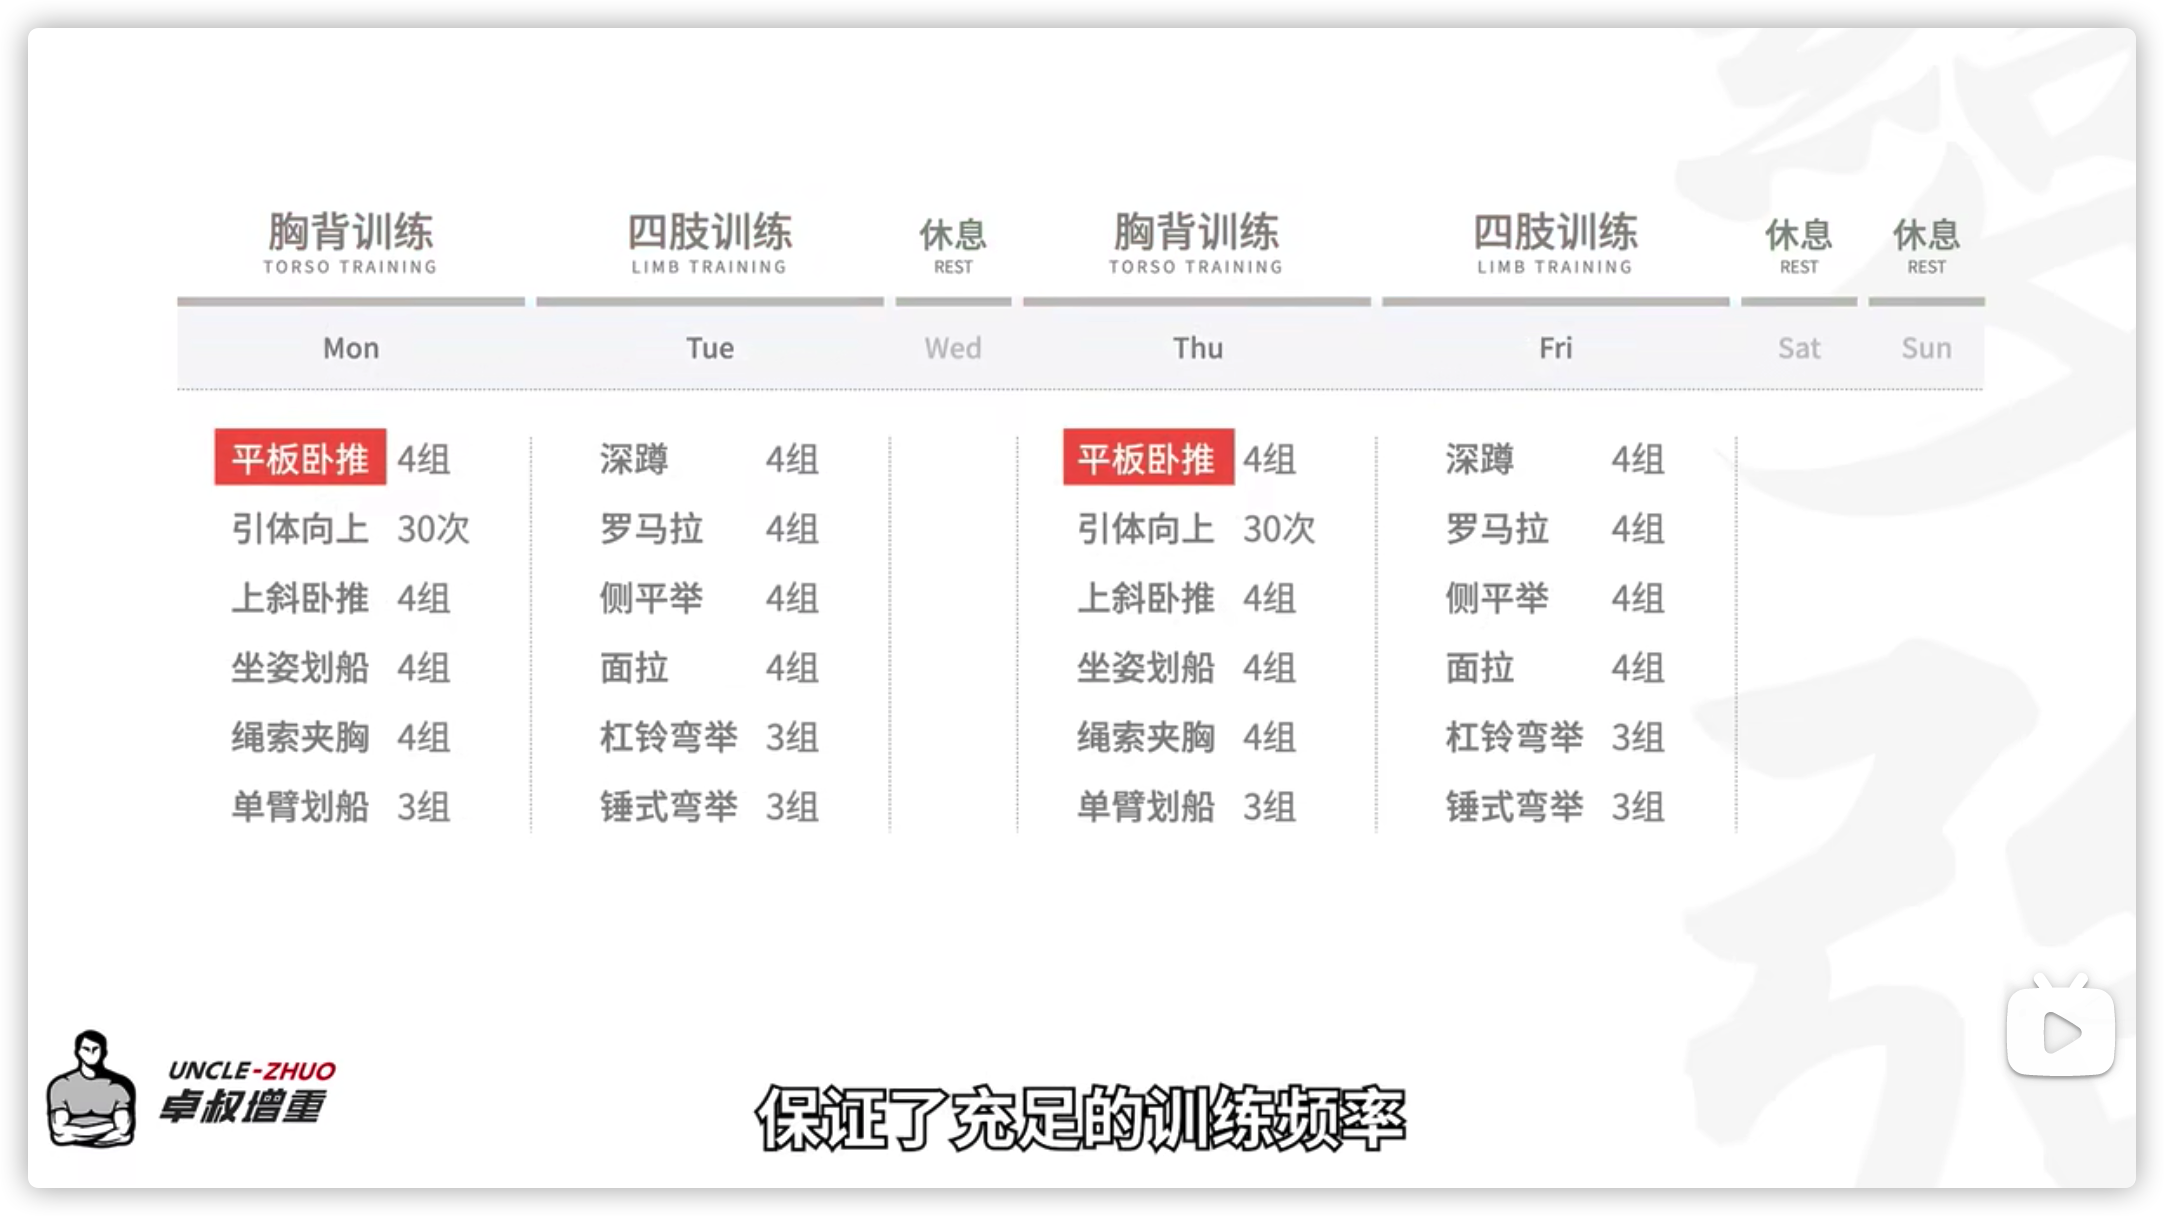 胸背训练 四肢训练 休息 胸背训练 四肢训练 休息 休息
TORSO TRAINING LIMB TRAINING REST TORSO TRAINING LIMB TRAINING REST REST
Mon Tue Wed Thu Fri Sat Sun
平板卧推 4组 深蹲 4组 平板卧推 4组 深蹲 4组
引体向上 30次 罗马拉 4组 引体向上 30次 罗马拉 4组
上斜卧推 4组 侧平举 4组 上斜卧推 4组 侧平举 4组
坐姿划船 4组 面拉 4组 坐姿划船 4组 面拉 4组
绳索夹胸 4组 杠铃弯举 3组 绳索夹胸 4组 杠铃弯举 3组
单臂划船 3组 锤式弯举 3组 单臂划船 3组 锤式弯举 3组
UNCLE-ZHUO
卓叔增重
保证了充足的训练频率